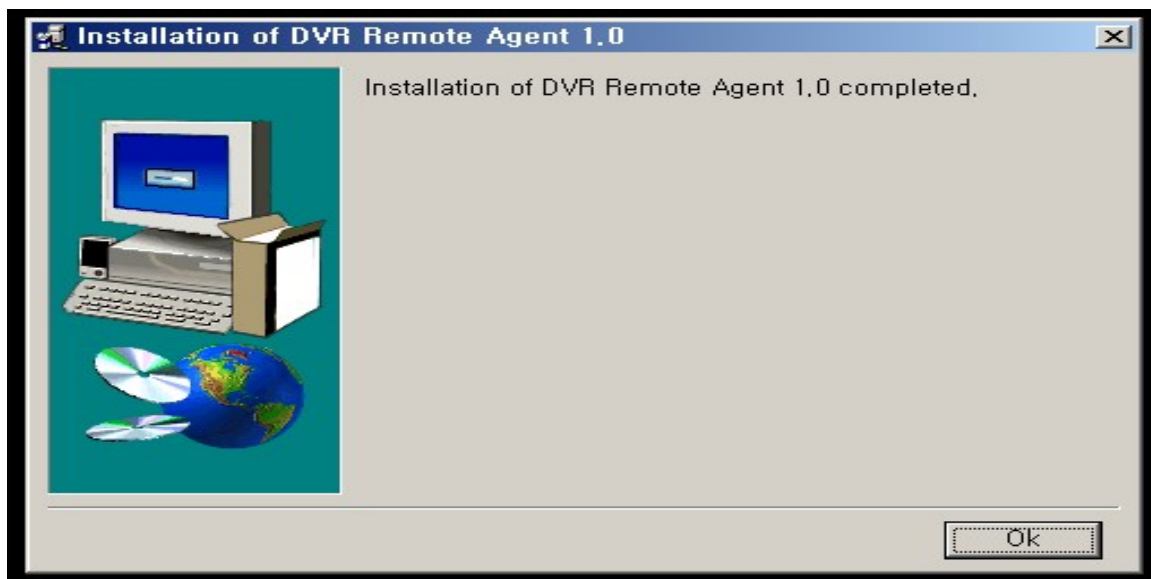 Installation of DVR Remote Agent 1.0
Installation of DVR Remote Agent 1.0 completed.
Ok